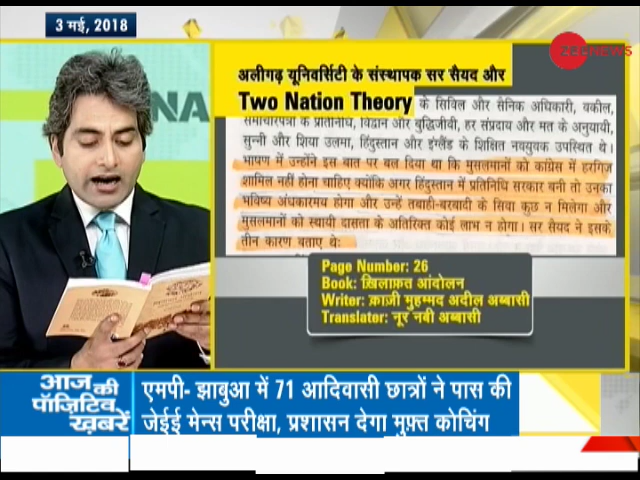 3 मई, 2018
ZEE NEWS
NA
अलीगढ़ यूनिवर्सिटी के संस्थापक सर सैयद और
Two Nation Theory के सिविल और सैनिक अधिकारी, वकील,
समाचारपत्रों के प्रतिनिधि, विद्वान और बुद्धिजीवी, हर संप्रदाय और मत के अनुयायी,
सुन्नी और शिया उलमा, हिंदुस्तान और इंग्लैंड के शिक्षित नवयुवक उपस्थित थे।
भाषण में उन्होंने इस बात पर बल दिया था कि मुसलमानों को कांग्रेस में हरगिज़
शामिल नहीं होना चाहिए क्योंकि अगर हिंदुस्तान में प्रतिनिधि सरकार बनी तो उनका
भविष्य अंधकारमय होगा और उन्हें तबाही-बरबादी के सिवा कुछ न मिलेगा और
मुसलमानों को स्थायी दासता के अतिरिक्त कोई लाभ न होगा। सर सैयद ने इसके
तीन कारण बताए थे:
Page Number: 26
Book: ख़िलाफ़त आंदोलन
Writer: क़ाज़ी मुहम्मद अदील अब्बासी
Translator: नूर नबी अब्बासी
आज की
पॉज़िटिव
ख़बरें
एमपी- झाबुआ में 71 आदिवासी छात्रों ने पास की
जेईई मेन्स परीक्षा, प्रशासन देगा मुफ़्त कोचिंग